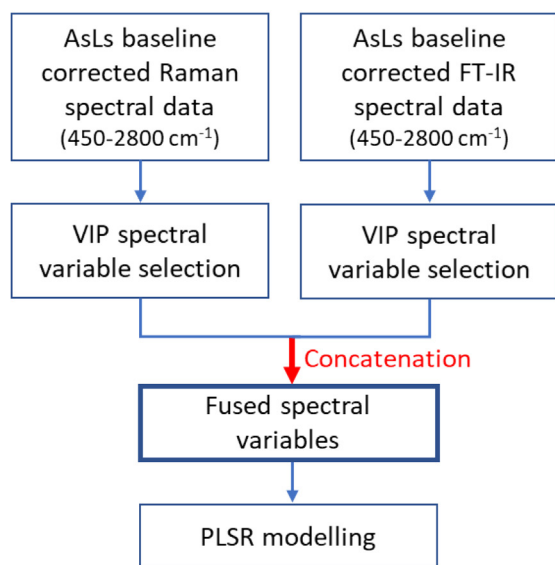 AsLs baseline
corrected Raman
spectral data
(450-2800 cm⁻¹)
AsLs baseline
corrected FT-IR
spectral data
(450-2800 cm⁻¹)
VIP spectral
variable selection
VIP spectral
variable selection
Concatenation
Fused spectral
variables
PLSR modelling